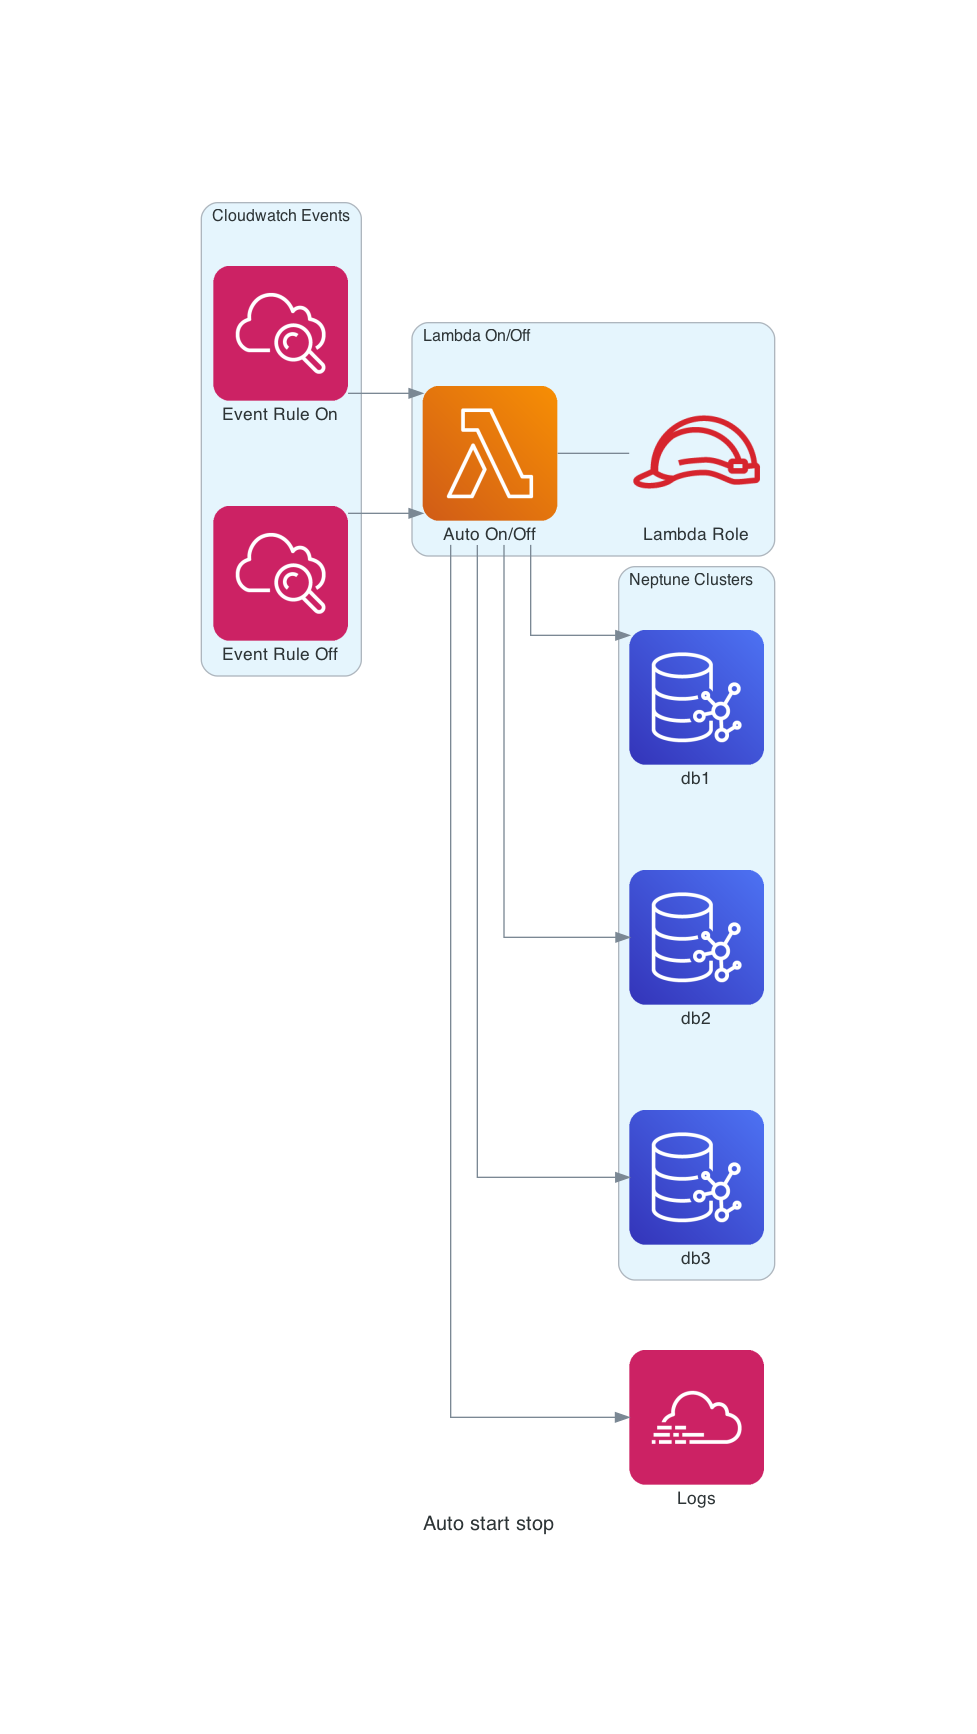 Cloudwatch Events
Event Rule On
Event Rule Off
Lambda On/Off
Auto On/Off
Lambda Role
Neptune Clusters
db1
db2
db3
Logs
Auto start stop